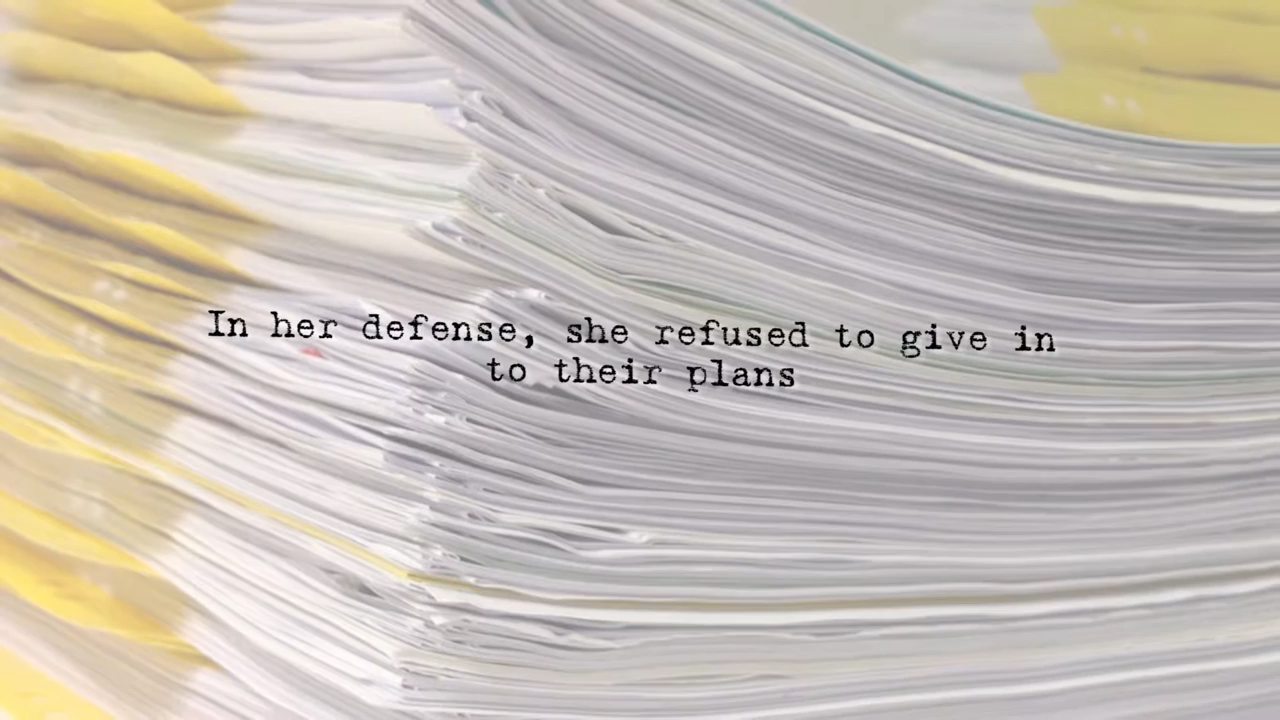 In her defense, she refused to give in
to their plans